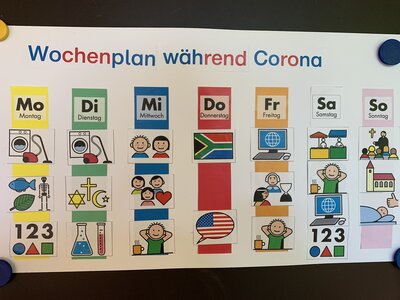 Wochenplan während Corona
Mo Di Mi Do Fr Sa So
Montag Dienstag Mittwoch Donnerstag Freitag Samstag Sonntag
123
123